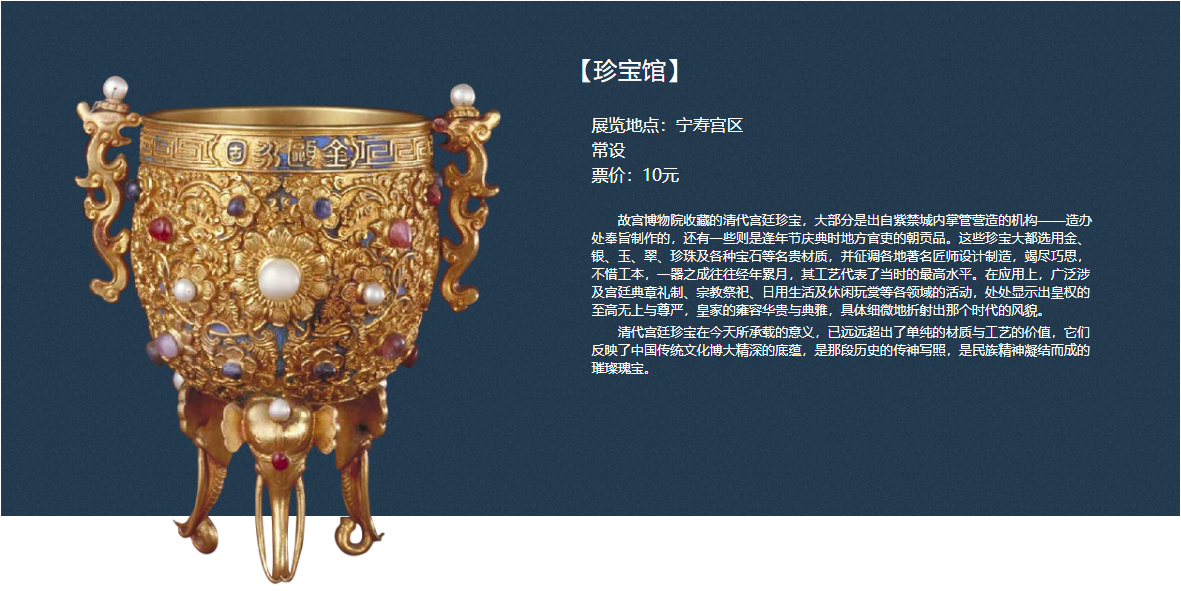 【珍宝馆】
展览地点：宁寿宫区
常设
票价：10元
故宫博物院收藏的清代宫廷珍宝，大部分是出自紫禁城内掌管营造的机构——造办
处奉旨制作的，还有一些则是逢年节庆典时地方官吏的朝贡品。这些珍宝大都选用金、
银、玉、翠、珍珠及各种宝石等名贵材质，并征调各地著名匠师设计制造，竭尽巧思，
不惜工本，一器之成往往经年累月，其工艺代表了当时的最高水平。在应用上，广泛涉
及宫廷典章礼制、宗教祭祀、日用生活及休闲玩赏等各领域的活动，处处显示出皇权的
至高无上与尊严，皇家的雍容华贵与典雅，具体细微地折射出那个时代的风貌。
清代宫廷珍宝在今天所承载的意义，已远远超出了单纯的材质与工艺的价值，它们
反映了中国传统文化博大精深的底蕴，是那段历史的传神写照，是民族精神凝结而成的
璀璨瑰宝。
固永甌金